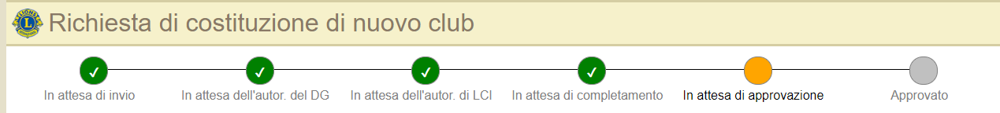 Richiesta di costituzione di nuovo club
In attesa di invio
In attesa dell'autor. del DG
In attesa dell'autor. di LCI
In attesa di completamento
In attesa di approvazione
Approvato